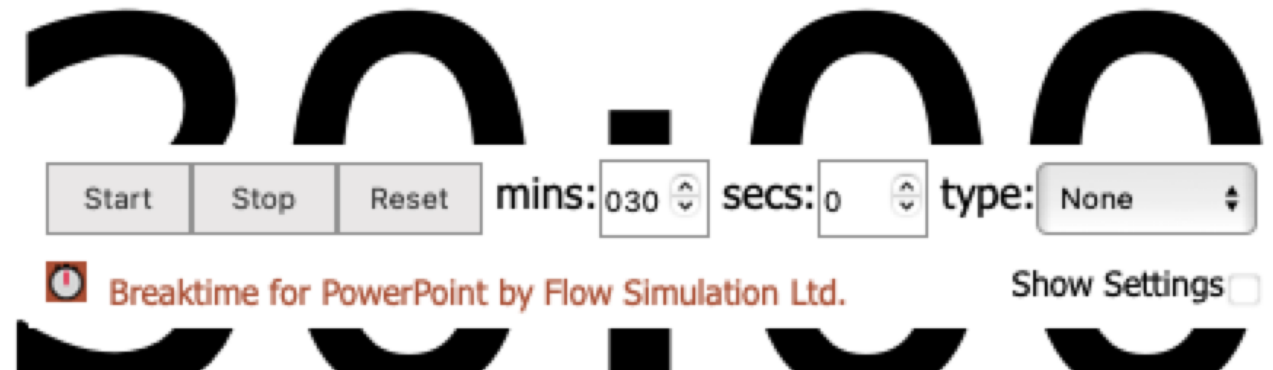 30:00
Start Stop Reset mins: 030 secs: 0 type: None
Breaktime for PowerPoint by Flow Simulation Ltd. Show Settings